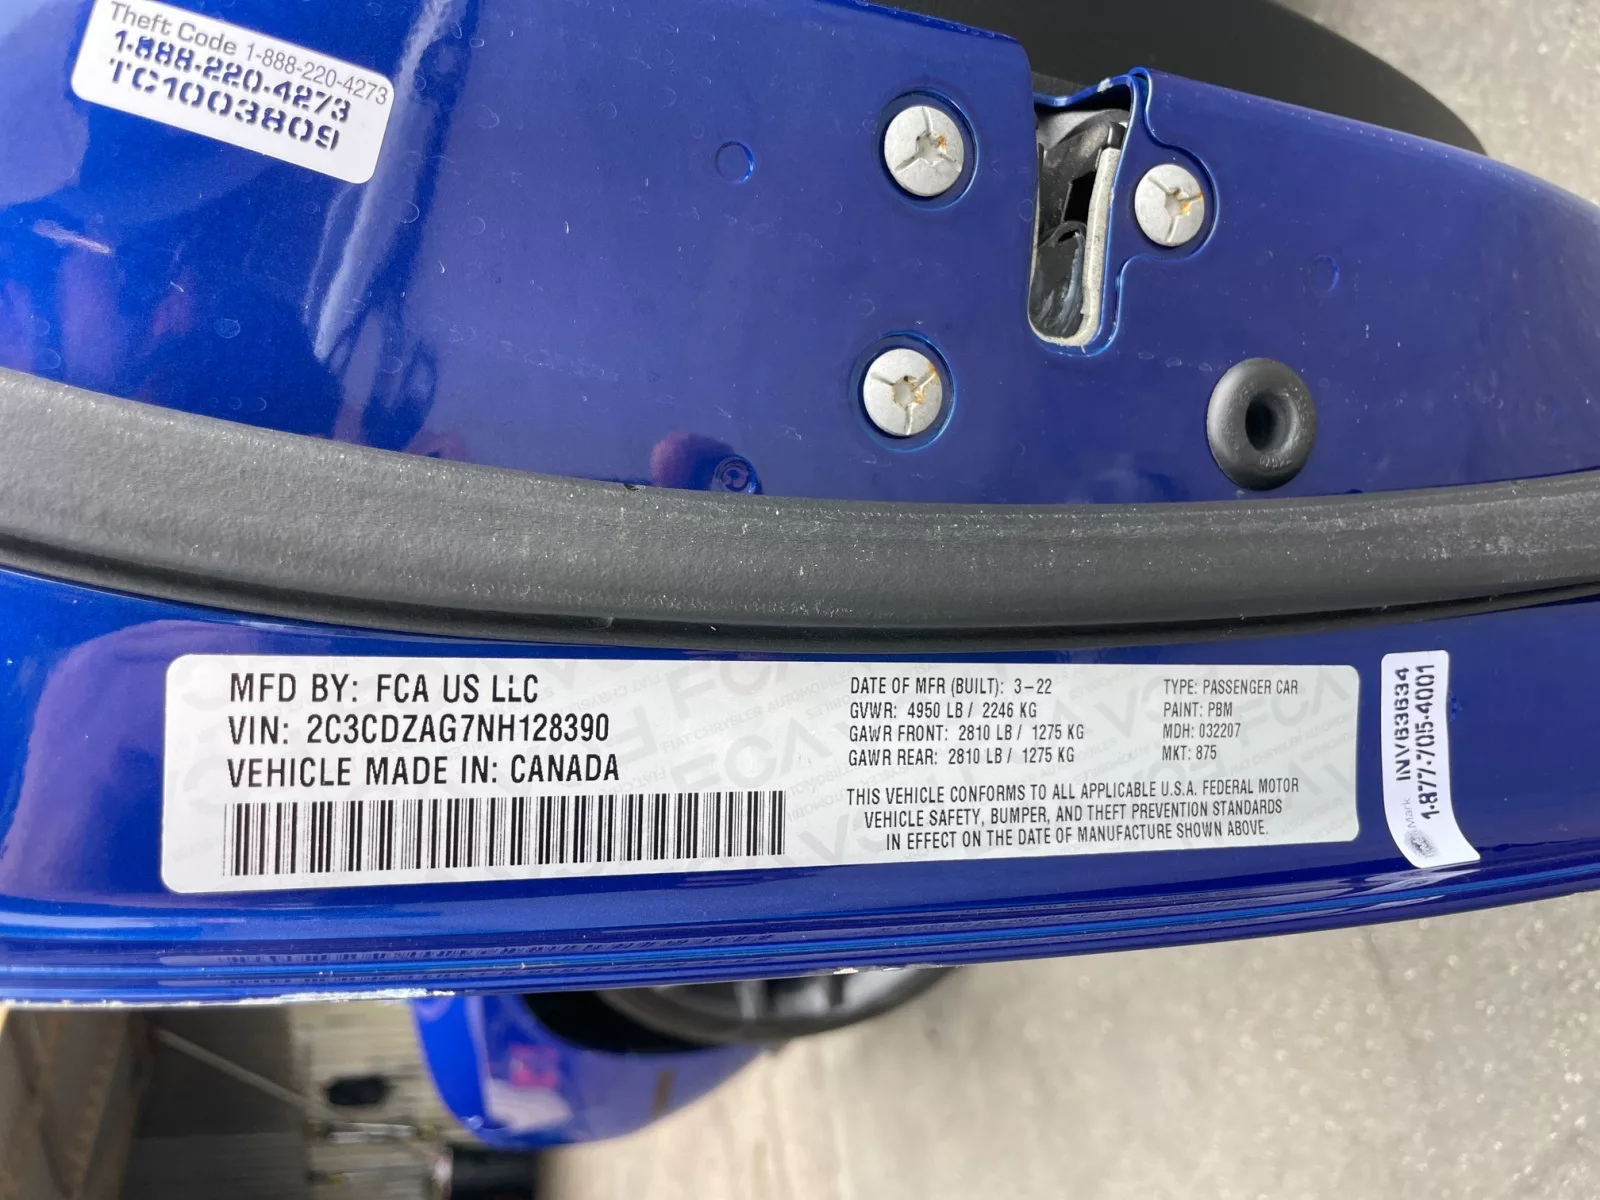 Theft Code 1-888-220-4273
1-888-220-4273
TC1003809
MFD BY: FCA US LLC
VIN: 2C3CDZAG7NH128390
VEHICLE MADE IN: CANADA
DATE OF MFR (BUILT): 3-22
GVWR: 4950 LB / 2246 KG
GAWR FRONT: 2810 LB / 1275 KG
GAWR REAR: 2810 LB / 1275 KG
TYPE: PASSENGER CAR
PAINT: PBM
MDH: 032207
MKT: 875
THIS VEHICLE CONFORMS TO ALL APPLICABLE U.S.A. FEDERAL MOTOR
VEHICLE SAFETY, BUMPER, AND THEFT PREVENTION STANDARDS
IN EFFECT ON THE DATE OF MANUFACTURE SHOWN ABOVE.
INV636334
1-877-705-4001
Mark